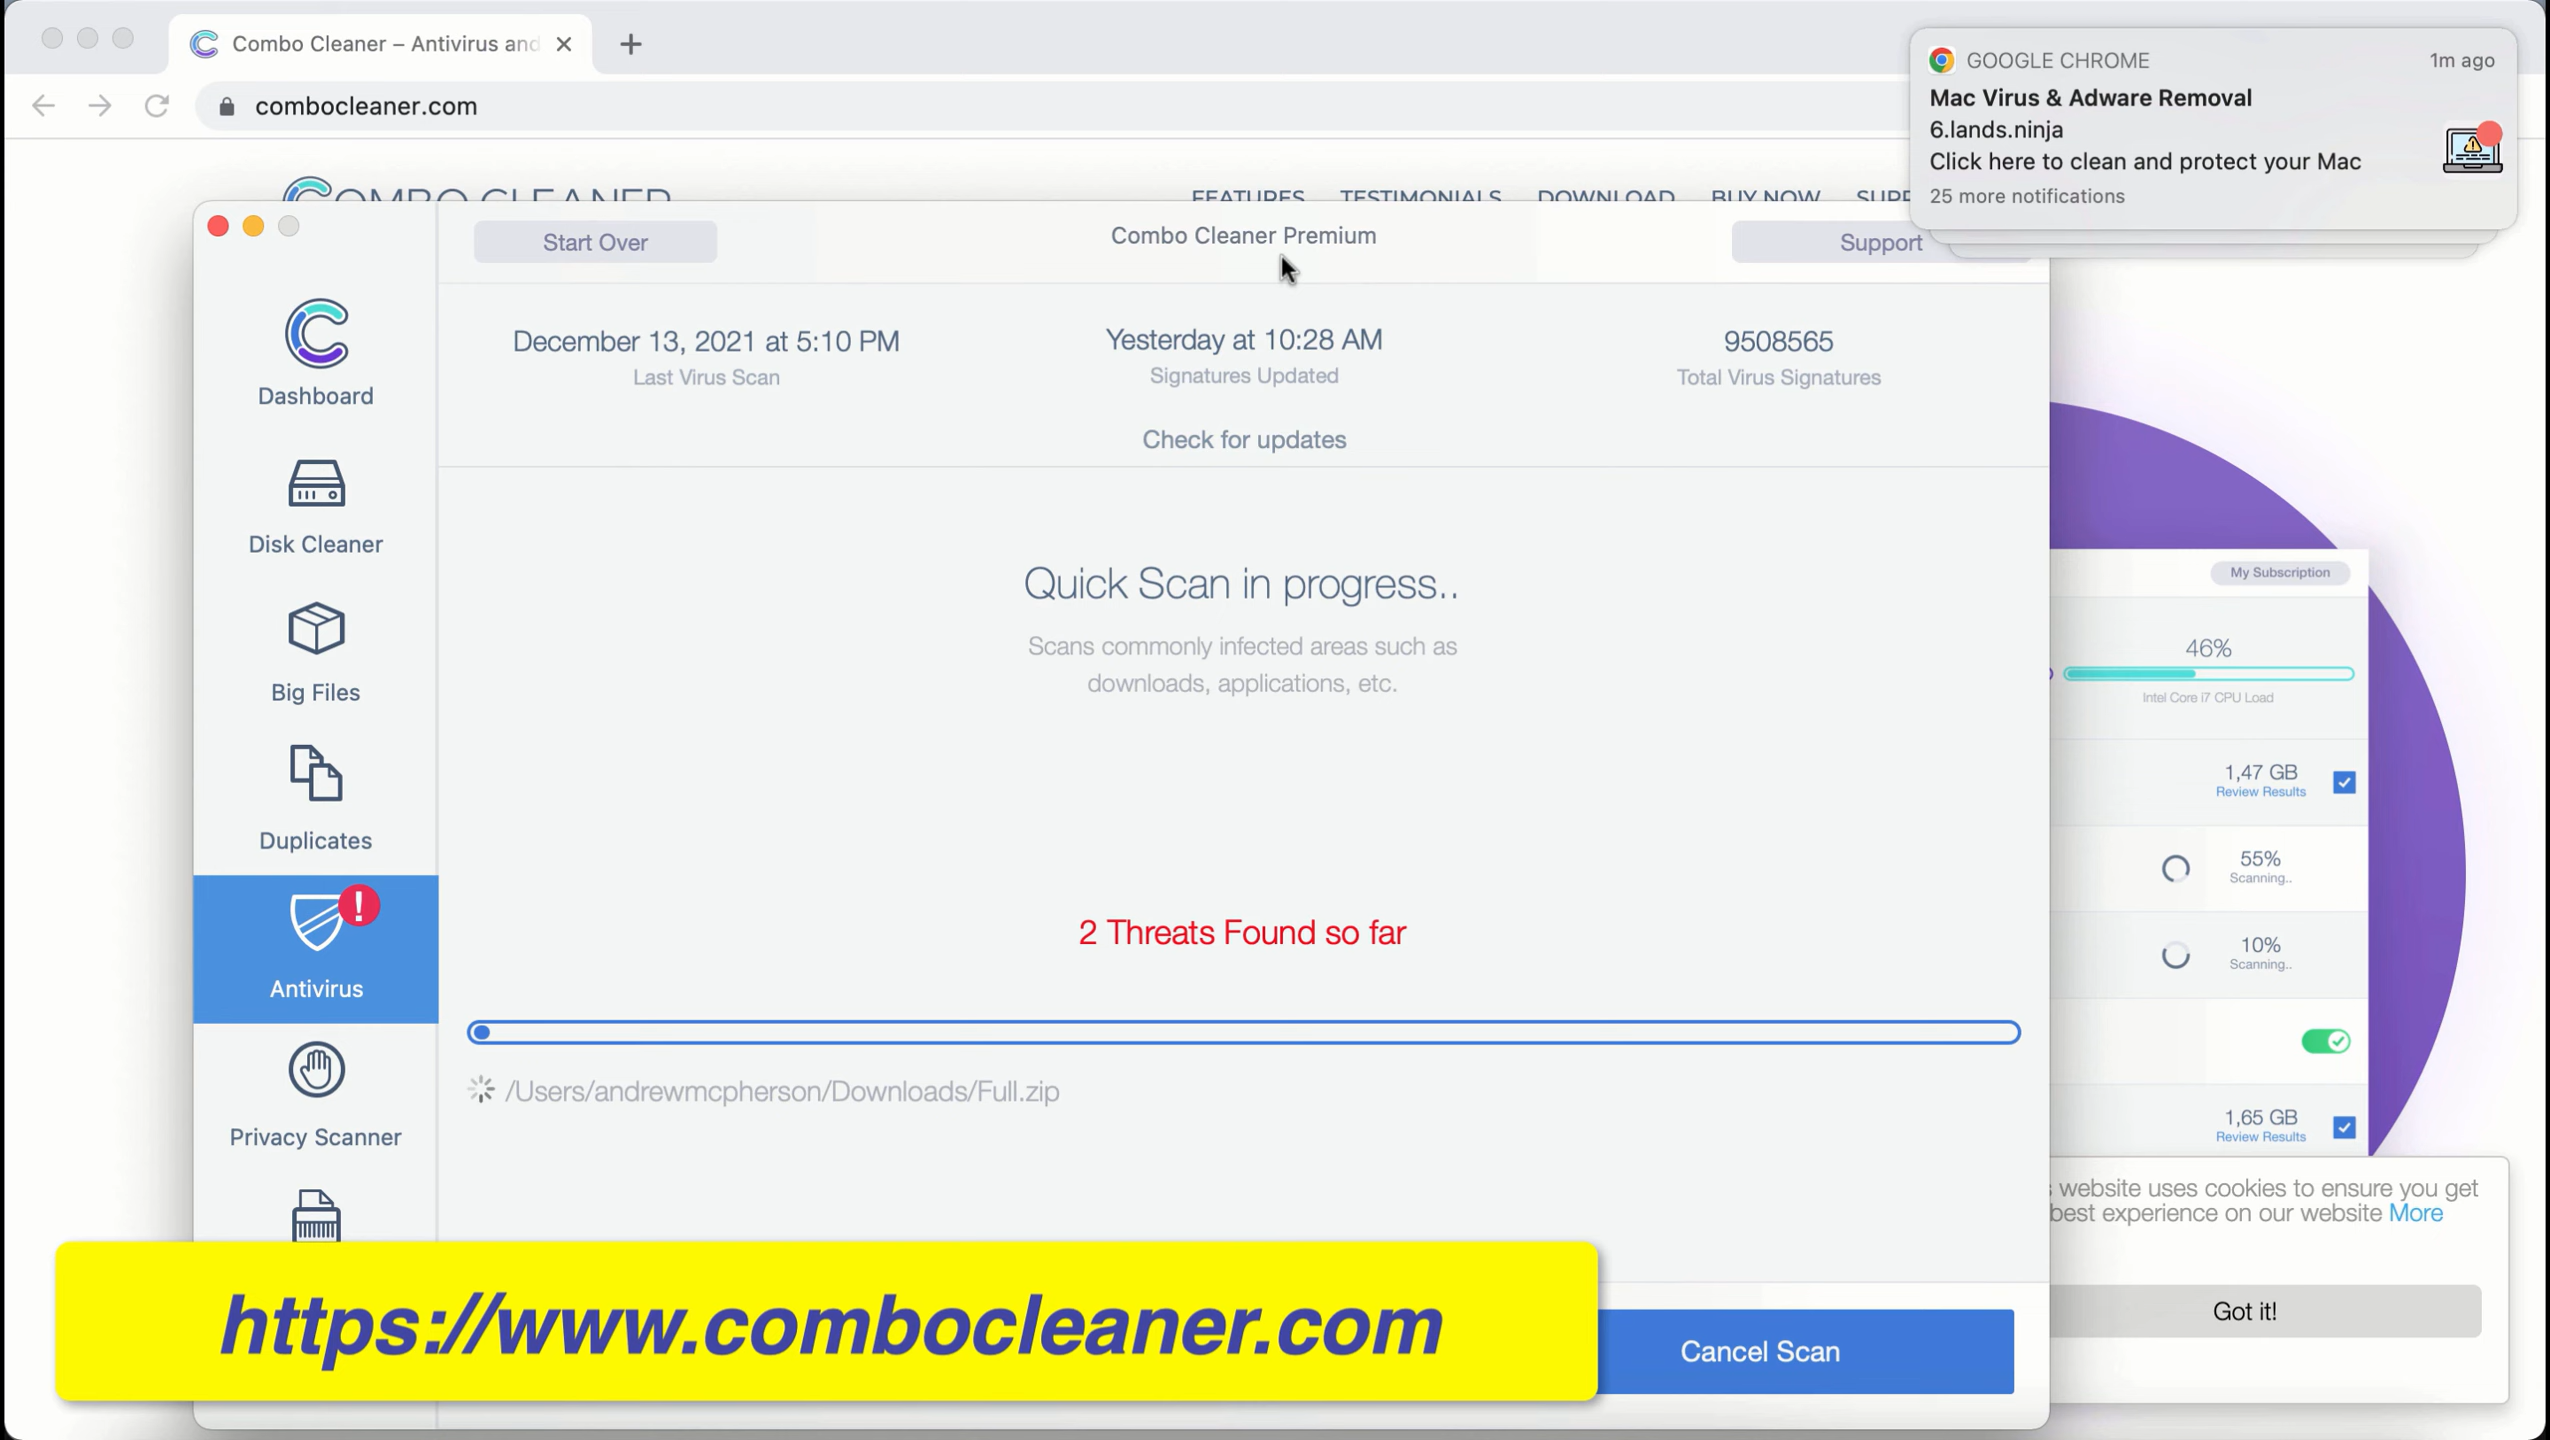 Combo Cleaner – Antivirus and
combocleaner.com
GOOGLE CHROME
1m ago
Mac Virus & Adware Removal
6.lands.ninja
Click here to clean and protect your Mac
25 more notifications
COMBO CLEANER
FEATURES
TESTIMONIALS
DOWNLOAD
BUY NOW
SUPP
Start Over
Combo Cleaner Premium
Support
December 13, 2021 at 5:10 PM
Last Virus Scan
Yesterday at 10:28 AM
Signatures Updated
9508565
Total Virus Signatures
Check for updates
Dashboard
Disk Cleaner
Big Files
Duplicates
Antivirus
Privacy Scanner
Quick Scan in progress..
Scans commonly infected areas such as
downloads, applications, etc.
2 Threats Found so far
/Users/andrewmcpherson/Downloads/Full.zip
Cancel Scan
My Subscription
46%
Intel Core i7 CPU Load
1,47 GB
Review Results
55%
Scanning..
10%
Scanning..
1,65 GB
Review Results
website uses cookies to ensure you get
best experience on our website More
Got it!
https://www.combocleaner.com